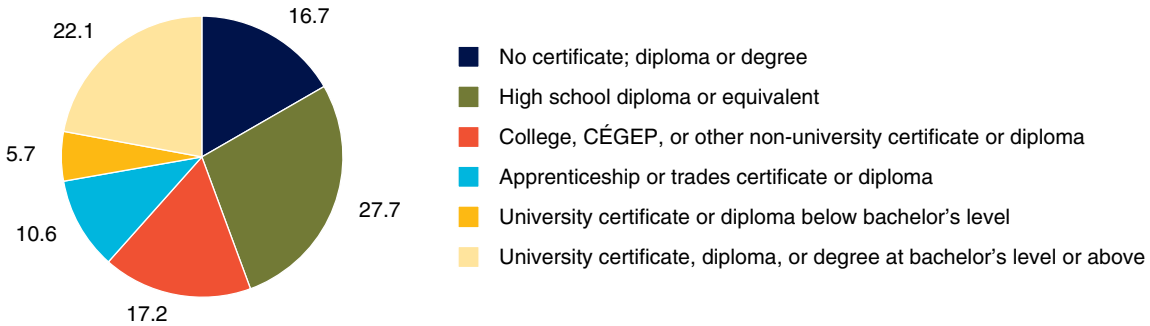 16.7
22.1
5.7
10.6
17.2
27.7
No certificate; diploma or degree
High school diploma or equivalent
College, CÉGEP, or other non-university certificate or diploma
Apprenticeship or trades certificate or diploma
University certificate or diploma below bachelor’s level
University certificate, diploma, or degree at bachelor’s level or above